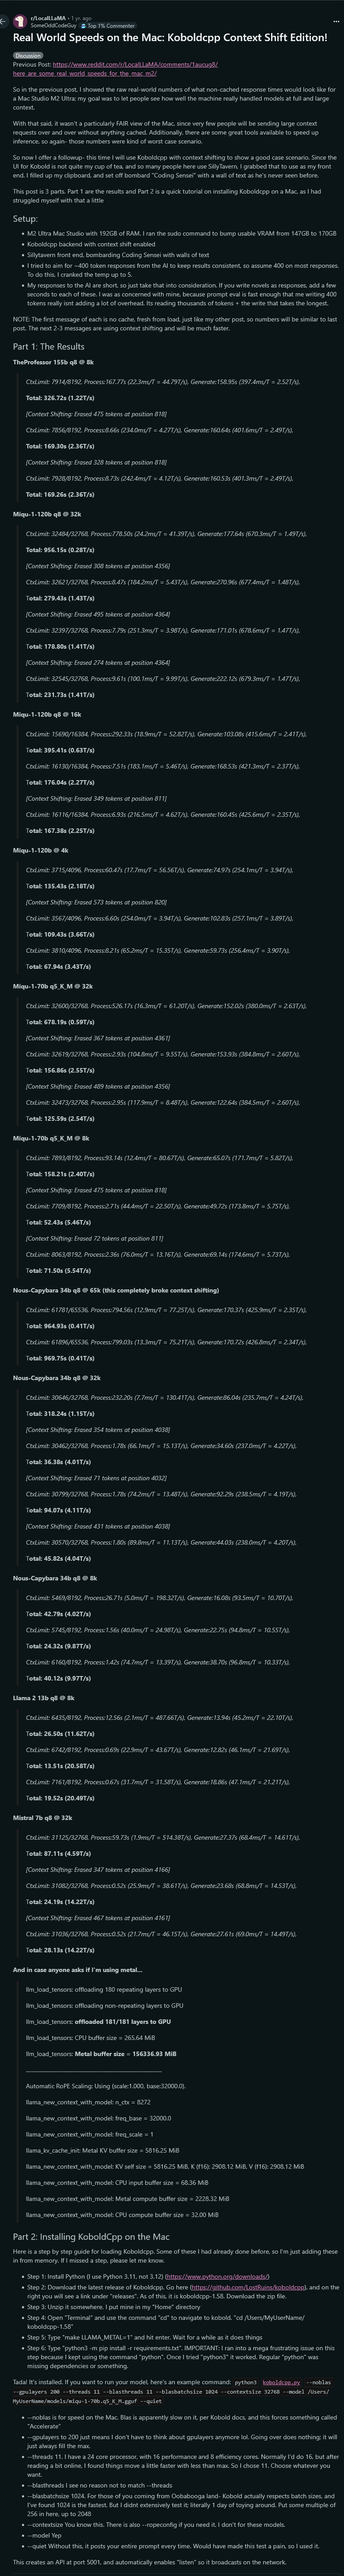 r/LocalLLaMA • 1 yr. ago
SomeOddCodeGuy Top 1% Commenter
Real World Speeds on the Mac: Koboldcpp Context Shift Edition!
Discussion
Previous Post: https://www.reddit.com/r/LocalLLaMA/comments/1aucug8/
here_are_some_real_world_speeds_for_the_mac_m2/
So in the previous post, I showed the raw real-world numbers of what non-cached response times would look like for
a Mac Studio M2 Ultra; my goal was to let people see how well the machine really handled models at full and large
context.
With that said, it wasn't a particularly FAIR view of the Mac, since very few people will be sending large context
requests over and over without anything cached. Additionally, there are some great tools available to speed up
inference, so again- those were kind of worst case scenario.
So now I offer a followup- this time I will use Koboldcpp with context shifting to show a good case scenario. Since the
UI for Kobold is not quite my cup of tea, and so many people here use SillyTavern, I grabbed that to use as my front
end. I filled up my clipboard, and set off bombard "Coding Sensei" with a wall of text as he's never seen before.
This post is 3 parts. Part 1 are the results and Part 2 is a quick tutorial on installing Koboldcpp on a Mac, as I had
struggled myself with that a little
Setup:
• M2 Ultra Mac Studio with 192GB of RAM. I ran the sudo command to bump usable VRAM from 147GB to 170GB
• Koboldcpp backend with context shift enabled
• Sillytavern front end, bombarding Coding Sensei with walls of text
• I tried to aim for ~400 token responses from the AI to keep results consistent, so assume 400 on most responses.
To do this, I cranked the temp up to 5.
• My responses to the AI are short, so just take that into consideration. If you write novels as responses, add a few
seconds to each of these. I was as concerned with mine, because prompt eval is fast enough that me writing 400
tokens really isnt adding a lot of overhead. Its reading thousands of tokens + the write that takes the longest.
NOTE: The first message of each is no cache, fresh from load, just like my other post, so numbers will be similar to last
post. The next 2-3 messages are using context shifting and will be much faster.
Part 1: The Results
TheProfessor 155b q8 @ 8k
CtxLimit: 7914/8192, Process:167.77s (22.3ms/T = 44.79T/s), Generate:158.95s (397.4ms/T = 2.52T/s),
Total: 326.72s (1.22T/s)
[Context Shifting: Erased 475 tokens at position 818]
CtxLimit: 7856/8192, Process:8.66s (234.0ms/T = 4.27T/s), Generate:160.64s (401.6ms/T = 2.49T/s),
Total: 169.30s (2.36T/s)
[Context Shifting: Erased 328 tokens at position 818]
CtxLimit: 7928/8192, Process:8.73s (242.4ms/T = 4.12T/s), Generate:160.53s (401.3ms/T = 2.49T/s),
Total: 169.26s (2.36T/s)
Miqu-1-120b q8 @ 32k
CtxLimit: 32484/32768, Process:778.50s (24.2ms/T = 41.39T/s), Generate:177.64s (670.3ms/T = 1.49T/s),
Total: 956.15s (0.28T/s)
[Context Shifting: Erased 308 tokens at position 4356]
CtxLimit: 32621/32768, Process:8.47s (184.2ms/T = 5.43T/s), Generate:270.96s (677.4ms/T = 1.48T/s),
Total: 279.43s (1.43T/s)
[Context Shifting: Erased 495 tokens at position 4364]
CtxLimit: 32397/32768, Process:7.79s (251.3ms/T = 3.98T/s), Generate:171.01s (678.6ms/T = 1.47T/s),
Total: 178.80s (1.41T/s)
[Context Shifting: Erased 274 tokens at position 4364]
CtxLimit: 32545/32768, Process:9.61s (100.1ms/T = 9.99T/s), Generate:222.12s (679.3ms/T = 1.47T/s),
Total: 231.73s (1.41T/s)
Miqu-1-120b q8 @ 16k
CtxLimit: 15690/16384, Process:292.33s (18.9ms/T = 52.82T/s), Generate:103.08s (415.6ms/T = 2.41T/s),
Total: 395.41s (0.63T/s)
CtxLimit: 16130/16384, Process:7.51s (183.1ms/T = 5.46T/s), Generate:168.53s (421.3ms/T = 2.37T/s),
Total: 176.04s (2.27T/s)
[Context Shifting: Erased 349 tokens at position 811]
CtxLimit: 16116/16384, Process:6.93s (216.5ms/T = 4.62T/s), Generate:160.45s (425.6ms/T = 2.35T/s),
Total: 167.38s (2.25T/s)
Miqu-1-120b @ 4k
CtxLimit: 3715/4096, Process:60.47s (17.7ms/T = 56.56T/s), Generate:74.97s (254.1ms/T = 3.94T/s),
Total: 135.43s (2.18T/s)
[Context Shifting: Erased 573 tokens at position 820]
CtxLimit: 3567/4096, Process:6.60s (254.0ms/T = 3.94T/s), Generate:102.83s (257.1ms/T = 3.89T/s),
Total: 109.43s (3.66T/s)
CtxLimit: 3810/4096, Process:8.21s (65.2ms/T = 15.35T/s), Generate:59.73s (256.4ms/T = 3.90T/s),
Total: 67.94s (3.43T/s)
Miqu-1-70b q5_K_M @ 32k
CtxLimit: 32600/32768, Process:526.17s (16.3ms/T = 61.20T/s), Generate:152.02s (380.0ms/T = 2.63T/s),
Total: 678.19s (0.59T/s)
[Context Shifting: Erased 367 tokens at position 4361]
CtxLimit: 32619/32768, Process:2.93s (104.8ms/T = 9.55T/s), Generate:153.93s (384.8ms/T = 2.60T/s),
Total: 156.86s (2.55T/s)
[Context Shifting: Erased 489 tokens at position 4356]
CtxLimit: 32473/32768, Process:2.95s (117.9ms/T = 8.48T/s), Generate:122.64s (384.5ms/T = 2.60T/s),
Total: 125.59s (2.54T/s)
Miqu-1-70b q5_K_M @ 8k
CtxLimit: 7893/8192, Process:93.14s (12.4ms/T = 80.67T/s), Generate:65.07s (171.7ms/T = 5.82T/s),
Total: 158.21s (2.40T/s)
[Context Shifting: Erased 475 tokens at position 818]
CtxLimit: 7709/8192, Process:2.71s (44.4ms/T = 22.50T/s), Generate:49.72s (173.8ms/T = 5.75T/s),
Total: 52.43s (5.46T/s)
[Context Shifting: Erased 72 tokens at position 811]
CtxLimit: 8063/8192, Process:2.36s (76.0ms/T = 13.16T/s), Generate:69.14s (174.6ms/T = 5.73T/s),
Total: 71.50s (5.54T/s)
Nous-Capybara 34b q8 @ 65k (this completely broke context shifting)
CtxLimit: 61781/65536, Process:794.56s (12.9ms/T = 77.25T/s), Generate:170.37s (425.9ms/T = 2.35T/s),
Total: 964.93s (0.41T/s)
CtxLimit: 61896/65536, Process:799.03s (13.3ms/T = 75.21T/s), Generate:170.72s (426.8ms/T = 2.34T/s),
Total: 969.75s (0.41T/s)
Nous-Capybara 34b q8 @ 32k
CtxLimit: 30646/32768, Process:232.20s (7.7ms/T = 130.41T/s), Generate:86.04s (235.7ms/T = 4.24T/s),
Total: 318.24s (1.15T/s)
[Context Shifting: Erased 354 tokens at position 4038]
CtxLimit: 30462/32768, Process:1.78s (66.1ms/T = 15.13T/s), Generate:34.60s (237.0ms/T = 4.22T/s),
Total: 36.38s (4.01T/s)
[Context Shifting: Erased 71 tokens at position 4032]
CtxLimit: 30799/32768, Process:1.78s (74.2ms/T = 13.48T/s), Generate:92.29s (238.5ms/T = 4.19T/s),
Total: 94.07s (4.11T/s)
[Context Shifting: Erased 431 tokens at position 4038]
CtxLimit: 30570/32768, Process:1.80s (89.8ms/T = 11.13T/s), Generate:44.03s (238.0ms/T = 4.20T/s),
Total: 45.82s (4.04T/s)
Nous-Capybara 34b q8 @ 8k
CtxLimit: 5469/8192, Process:26.71s (5.0ms/T = 198.32T/s), Generate:16.08s (93.5ms/T = 10.70T/s),
Total: 42.79s (4.02T/s)
CtxLimit: 5745/8192, Process:1.56s (40.0ms/T = 24.98T/s), Generate:22.75s (94.8ms/T = 10.55T/s),
Total: 24.32s (9.87T/s)
CtxLimit: 6160/8192, Process:1.42s (74.7ms/T = 13.39T/s), Generate:38.70s (96.8ms/T = 10.33T/s),
Total: 40.12s (9.97T/s)
Llama 2 13b q8 @ 8k
CtxLimit: 6435/8192, Process:12.56s (2.1ms/T = 487.66T/s), Generate:13.94s (45.2ms/T = 22.10T/s),
Total: 26.50s (11.62T/s)
CtxLimit: 6742/8192, Process:0.69s (22.9ms/T = 43.67T/s), Generate:12.82s (46.1ms/T = 21.69T/s),
Total: 13.51s (20.58T/s)
CtxLimit: 7161/8192, Process:0.67s (31.7ms/T = 31.58T/s), Generate:18.86s (47.1ms/T = 21.21T/s),
Total: 19.52s (20.49T/s)
Mistral 7b q8 @ 32k
CtxLimit: 31125/32768, Process:59.73s (1.9ms/T = 514.38T/s), Generate:27.37s (68.4ms/T = 14.61T/s),
Total: 87.11s (4.59T/s)
[Context Shifting: Erased 347 tokens at position 4166]
CtxLimit: 31082/32768, Process:0.52s (25.9ms/T = 38.61T/s), Generate:23.68s (68.8ms/T = 14.53T/s),
Total: 24.19s (14.22T/s)
[Context Shifting: Erased 467 tokens at position 4161]
CtxLimit: 31036/32768, Process:0.52s (21.7ms/T = 46.15T/s), Generate:27.61s (69.0ms/T = 14.49T/s),
Total: 28.13s (14.22T/s)
And in case anyone asks if I'm using metal...
llm_load_tensors: offloading 180 repeating layers to GPU
llm_load_tensors: offloading non-repeating layers to GPU
llm_load_tensors: offloaded 181/181 layers to GPU
llm_load_tensors: CPU buffer size = 265.64 MiB
llm_load_tensors: Metal buffer size = 156336.93 MiB
Automatic RoPE Scaling: Using (scale:1.000, base:32000.0).
llama_new_context_with_model: n_ctx = 8272
llama_new_context_with_model: freq_base = 32000.0
llama_new_context_with_model: freq_scale = 1
llama_kv_cache_init: Metal KV buffer size = 5816.25 MiB
llama_new_context_with_model: KV self size = 5816.25 MiB, K (f16): 2908.12 MiB, V (f16): 2908.12 MiB
llama_new_context_with_model: CPU input buffer size = 68.36 MiB
llama_new_context_with_model: Metal compute buffer size = 2228.32 MiB
llama_new_context_with_model: CPU compute buffer size = 32.00 MiB
Part 2: Installing KoboldCpp on the Mac
Here is a step by step guide for loading Koboldcpp. Some of these I had already done before, so I'm just adding these
in from memory. If I missed a step, please let me know.
• Step 1: Install Python (I use Python 3.11, not 3.12) (https://www.python.org/downloads/)
• Step 2: Download the latest release of Koboldcpp. Go here (https://github.com/LostRuins/koboldcpp), and on the
right you will see a link under "releases". As of this, it is koboldcpp-1.58. Download the zip file.
• Step 3: Unzip it somewhere. I put mine in my "Home" directory
• Step 4: Open "Terminal" and use the command "cd" to navigate to kobold. "cd /Users/MyUserName/
koboldcpp-1.58"
• Step 5: Type "make LLAMA_METAL=1" and hit enter. Wait for a while as it does things
• Step 6: Type "python3 -m pip install -r requirements.txt". IMPORTANT: I ran into a mega frustrating issue on this
step because I kept using the command "python". Once I tried "python3" it worked. Regular "python" was
missing dependencies or something.
Tada! It's installed. If you want to run your model, here's an example command: python3 koboldcpp.py --noblas
--gpulayers 200 --threads 11 --blasthreads 11 --blasbatchsize 1024 --contextsize 32768 --model /Users/
MyUserName/models/miqu-1-70b.q5_K_M.gguf --quiet
• --noblas is for speed on the Mac. Blas is apparently slow on it, per Kobold docs, and this forces something called
"Accelerate"
• --gpulayers to 200 just means I don't have to think about gpulayers anymore lol. Going over does nothing; it will
just always fill the max.
• --threads 11. I have a 24 core processor, with 16 performance and 8 efficiency cores. Normally I'd do 16, but after
reading a bit online, I found things move a little faster with less than max. So I chose 11. Choose whatever you
want.
• --blasthreads I see no reason not to match --threads
• --blasbatchsize 1024. For those of you coming from Oobabooga land- Kobold actually respects batch sizes, and
I've found 1024 is the fastest. But I didnt extensively test it; literally 1 day of toying around. Put some multiple of
256 in here, up to 2048
• --contextsize You know this. There is also --ropeconfig if you need it. I don't for these models.
• --model Yep
• --quiet Without this, it posts your entire prompt every time. Would have made this test a pain, so I used it.
This creates an API at port 5001, and automatically enables "listen" so it broadcasts on the network.